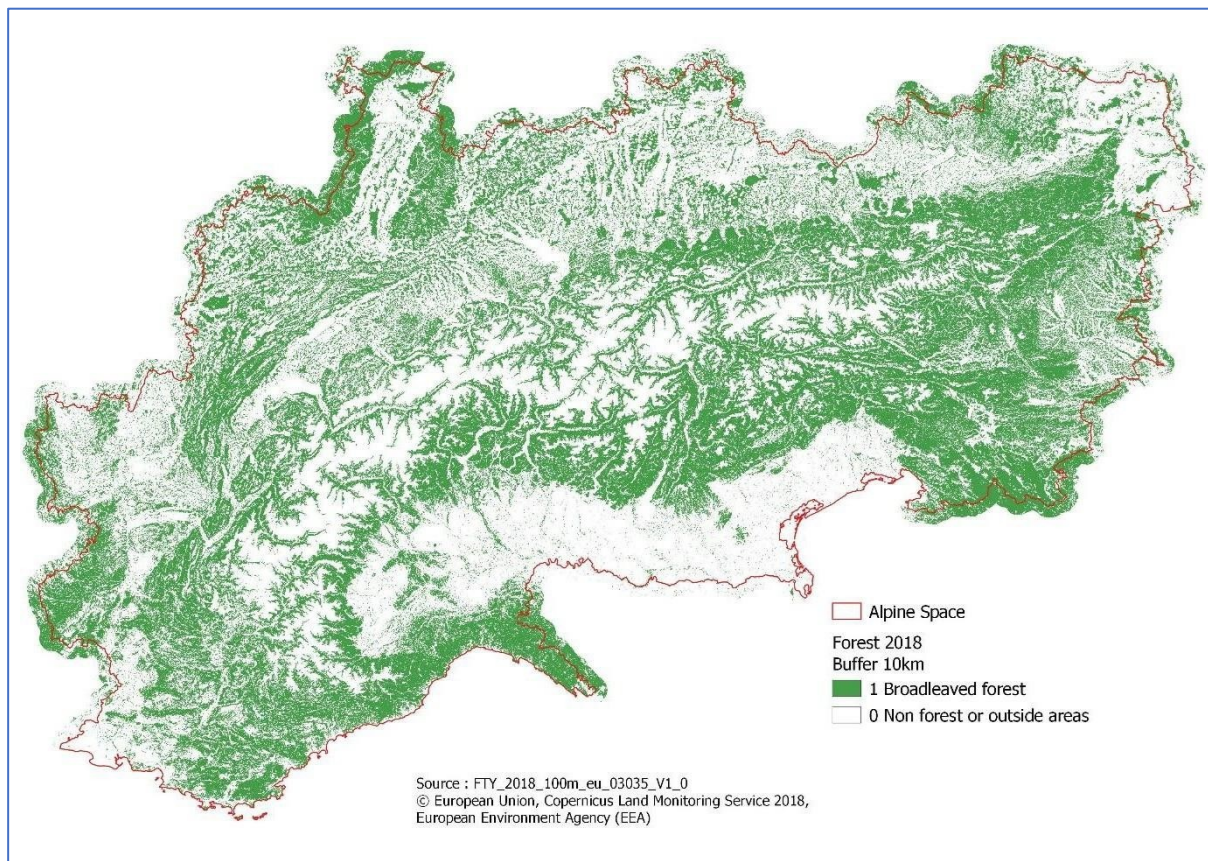 Alpine Space
Forest 2018
Buffer 10km
1 Broadleaved forest
0 Non forest or outside areas
Source : FTY_2018_100m_eu_03035_V1_0
© European Union, Copernicus Land Monitoring Service 2018,
European Environment Agency (EEA)